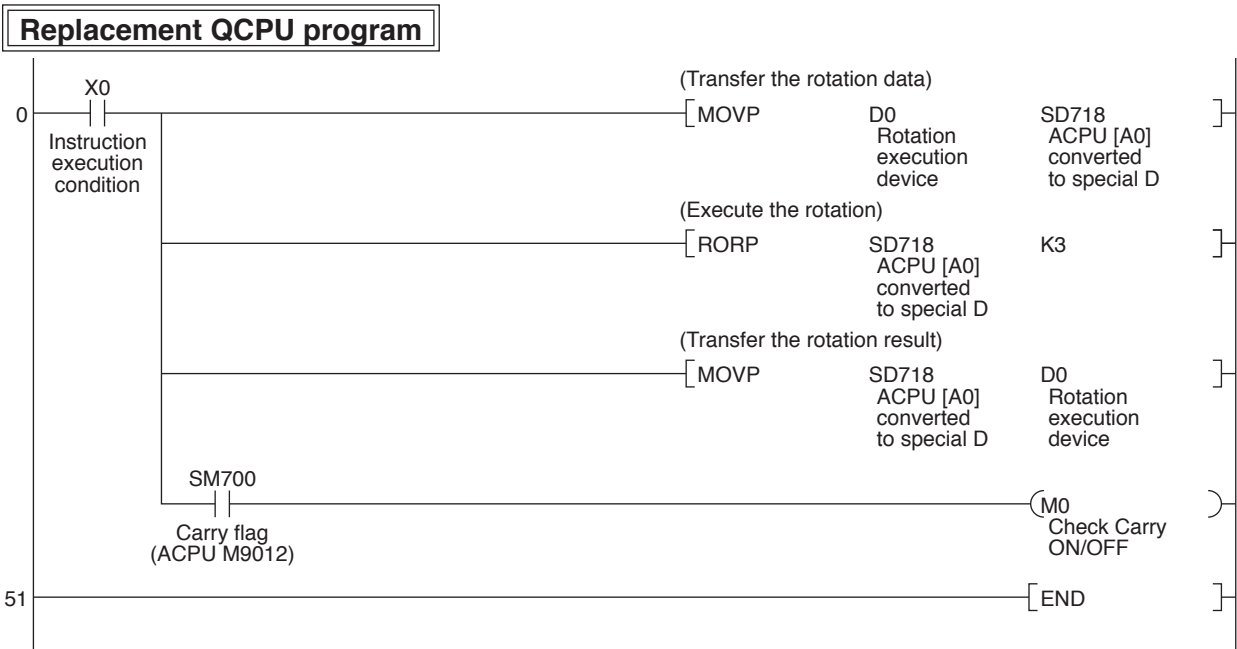 Replacement QCPU program
(Transfer the rotation data)
X0
0
MOVP D0 SD718
Instruction execution condition
Rotation execution device
ACPU [A0] converted to special D
(Execute the rotation)
RORP SD718 K3
ACPU [A0] converted to special D
(Transfer the rotation result)
MOVP SD718 D0
ACPU [A0] converted to special D
Rotation execution device
SM700
M0
Carry flag
(ACPU M9012)
Check Carry
ON/OFF
51
END